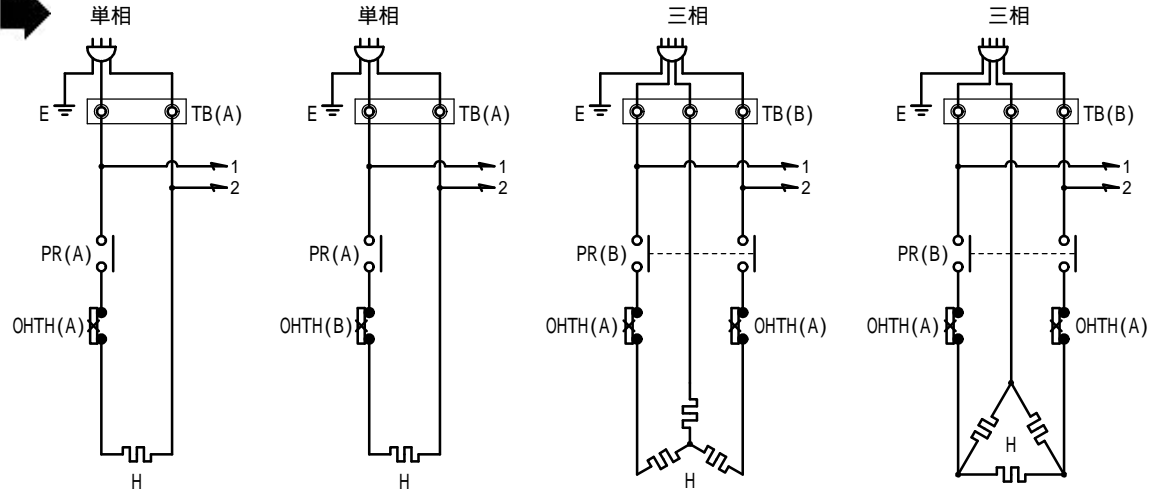 単相
E
TB(A)
1
2
PR(A)
OHTH(A)
H
単相
E
TB(A)
1
2
PR(A)
OHTH(B)
H
三相
E
TB(B)
1
2
PR(B)
OHTH(A)
OHTH(A)
H
三相
E
TB(B)
1
2
PR(B)
OHTH(A)
OHTH(A)
H